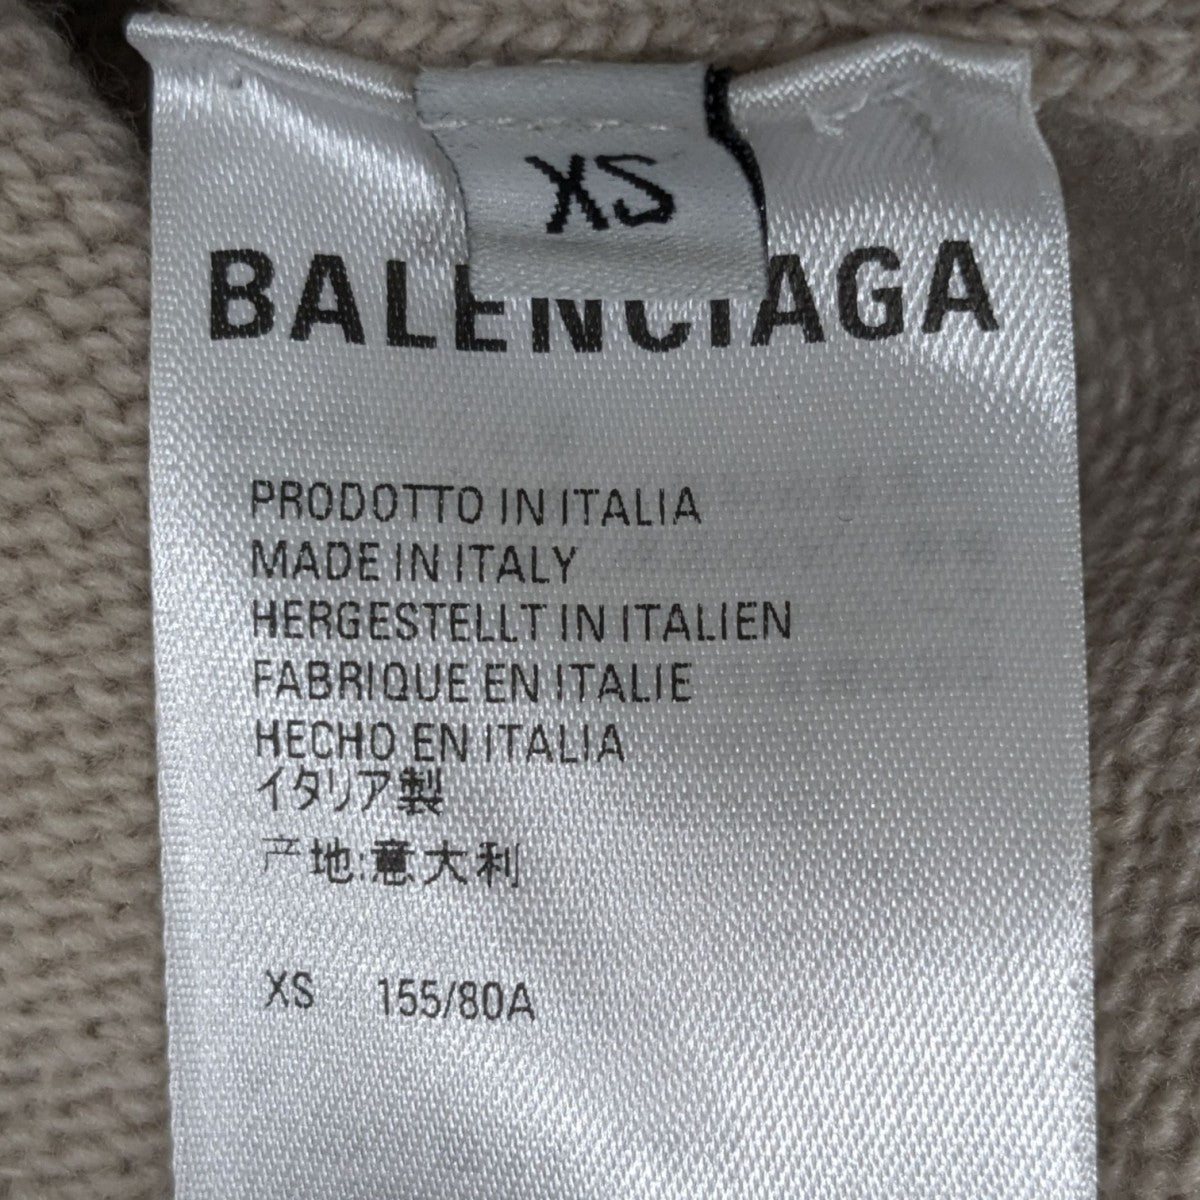 XS
BALENCIAGA
PRODOTTO IN ITALIA
MADE IN ITALY
HERGESTELLT IN ITALIEN
FABRIQUE EN ITALIE
HECHO EN ITALIA
イタリア製
产地:意大利
XS 155/80A